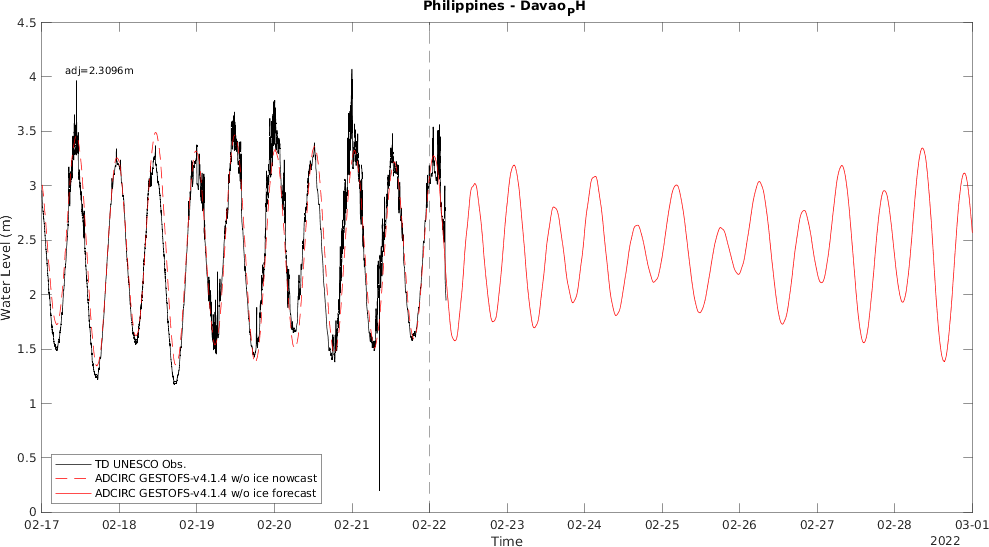 Philippines - DavaopH
4.5
4
3.5
3
2.5
2
1.5
1
0.5
0
Water Level (m)
adj=2.3096m
TD UNESCO Obs.
ADCIRC GESTOFS-v4.1.4 w/o ice nowcast
ADCIRC GESTOFS-v4.1.4 w/o ice forecast
02-17 02-18 02-19 02-20 02-21 02-22 02-23 02-24 02-25 02-26 02-27 02-28 03-01
Time
2022